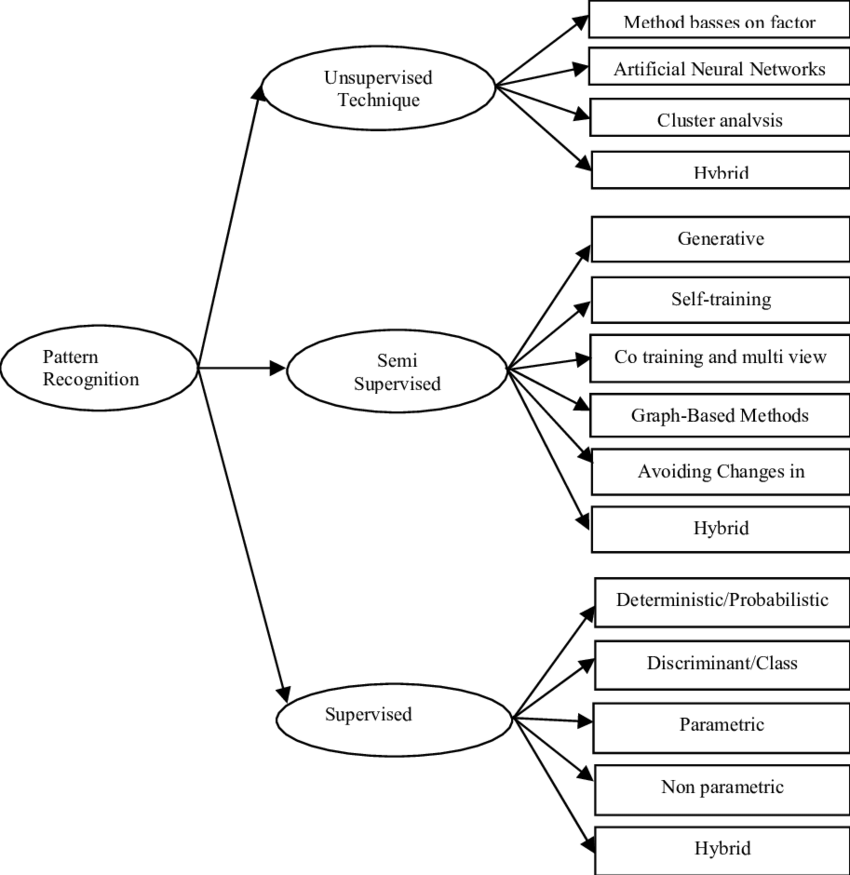 Method basses on factor
Unsupervised
Technique
Artificial Neural Networks
Cluster analysis
Hybrid
Generative
Self-training
Pattern
Recognition
Semi
Supervised
Co training and multi view
Graph-Based Methods
Avoiding Changes in
Hybrid
Deterministic/Probabilistic
Discriminant/Class
Supervised
Parametric
Non parametric
Hybrid